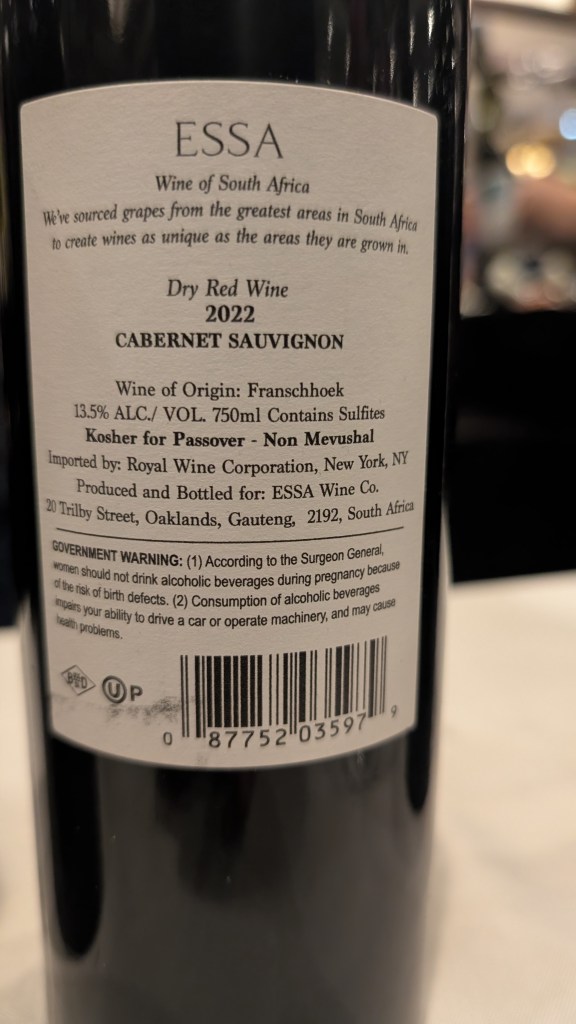 ESSA
Wine of South Africa
We've sourced grapes from the greatest areas in South Africa
to create wines as unique as the areas they are grown in.
Dry Red Wine
2022
CABERNET SAUVIGNON
Wine of Origin: Franschhoek
13.5% ALC./ VOL. 750ml Contains Sulfites
Kosher for Passover - Non Mevushal
Imported by: Royal Wine Corporation, New York, NY
Produced and Bottled for: ESSA Wine Co.
20 Trilby Street, Oaklands, Gauteng, 2192, South Africa
GOVERNMENT WARNING: (1) According to the Surgeon General,
women should not drink alcoholic beverages during pregnancy because
of the risk of birth defects. (2) Consumption of alcoholic beverages
impairs your ability to drive a car or operate machinery, and may cause
health problems.
U P
0 87752 03597 9